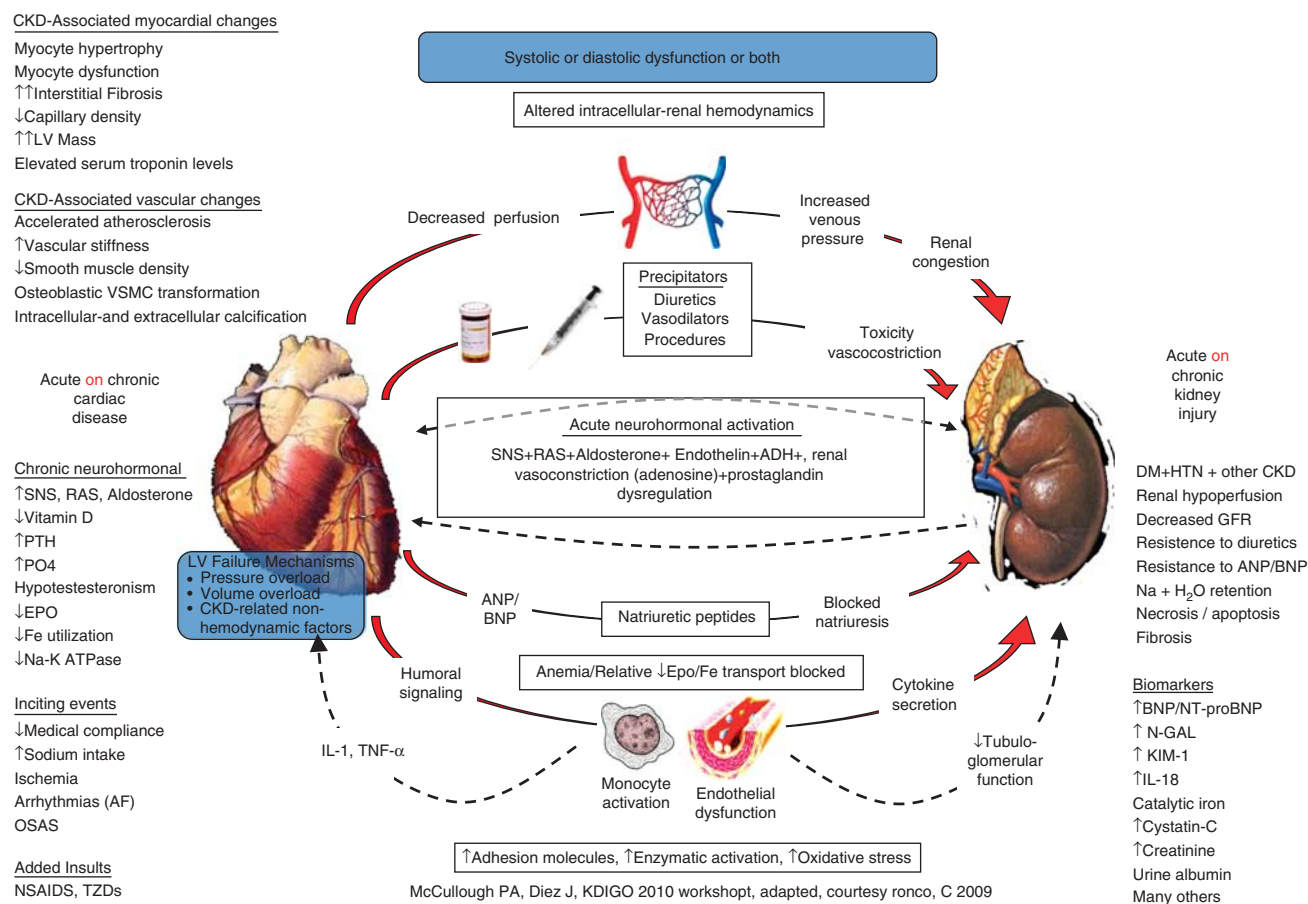 CKD-Associated myocardial changes
Myocyte hypertrophy
Myocyte dysfunction
↑↑Interstitial Fibrosis
↓Capillary density
↑↑LV Mass
Elevated serum troponin levels
CKD-Associated vascular changes
Accelerated atherosclerosis
↑Vascular stiffness
↓Smooth muscle density
Osteoblastic VSMC transformation
Intracellular-and extracellular calcification
Acute on chronic
cardiac
disease
Chronic neurohormonal
↑SNS, RAS, Aldosterone
↓Vitamin D
↑PTH
↑PO4
Hypotestesteronism
↓EPO
↓Fe utilization
↓Na-K ATPase
Inciting events
↓Medical compliance
↑Sodium intake
Ischemia
Arrhythmias (AF)
OSAS
Added Insults
NSAIDS, TZDs
Systolic or diastolic dysfunction or both
Altered intracellular-renal hemodynamics
Decreased perfusion
Increased
venous
pressure
Renal
congestion
Precipitators
Diuretics
Vasodilators
Procedures
Toxicity
vascocostriction
Acute neurohormonal activation
SNS+RAS+Aldosterone+ Endothelin+ADH+, renal
vasoconstriction (adenosine)+prostaglandin
dysregulation
LV Failure Mechanisms
• Pressure overload
• Volume overload
• CKD-related non-
hemodynamic factors
ANP/
BNP
Natriuretic peptides
Blocked
natriuresis
Humoral
signaling
Anemia/Relative ↓Epo/Fe transport blocked
Cytokine
secretion
IL-1, TNF-α
Monocyte
activation
Endothelial
dysfunction
↓Tubulo-
glomerular
function
↑Adhesion molecules, ↑Enzymatic activation, ↑Oxidative stress
McCullough PA, Diez J, KDIGO 2010 workshopt, adapted, courtesy ronco, C 2009
Acute on
chronic
kidney
injury
DM+HTN + other CKD
Renal hypoperfusion
Decreased GFR
Resistence to diuretics
Resistance to ANP/BNP
Na + H₂O retention
Necrosis / apoptosis
Fibrosis
Biomarkers
↑BNP/NT-proBNP
↑ N-GAL
↑ KIM-1
↑IL-18
Catalytic iron
↑Cystatin-C
↑Creatinine
Urine albumin
Many others